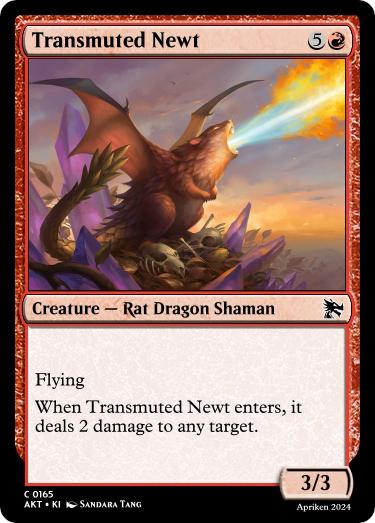 Transmuted Newt 5
Creature — Rat Dragon Shaman
Flying
When Transmuted Newt enters, it
deals 2 damage to any target.
3/3
C 0165
AKT • KI Sandara Tang
Apriken 2024